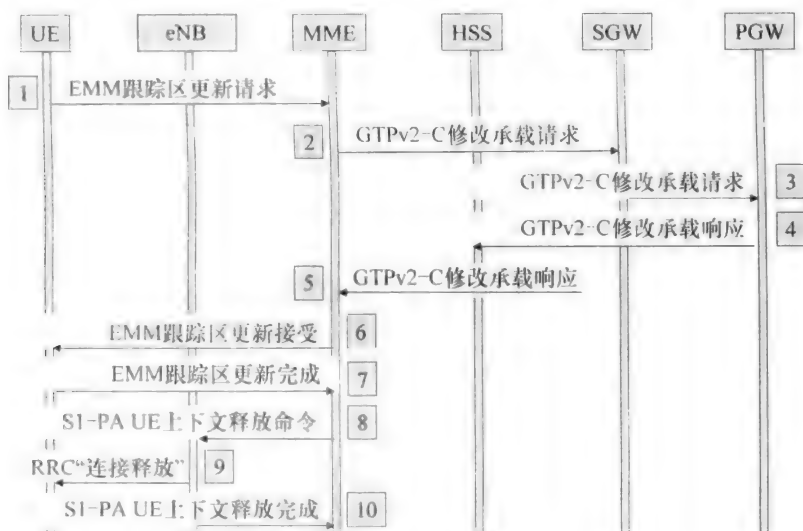 UE eNB MME HSS SGW PGW
1 EMM跟踪区更新请求
2 GTPv2-C修改承载请求
GTPv2-C修改承载请求 3
GTPv2-C修改承载响应 4
5 GTPv2-C修改承载响应
EMM跟踪区更新接受 6
EMM跟踪区更新完成 7
S1-PA UE上下文释放命令 8
RRC“连接释放” 9
S1-PA UE上下文释放完成 10